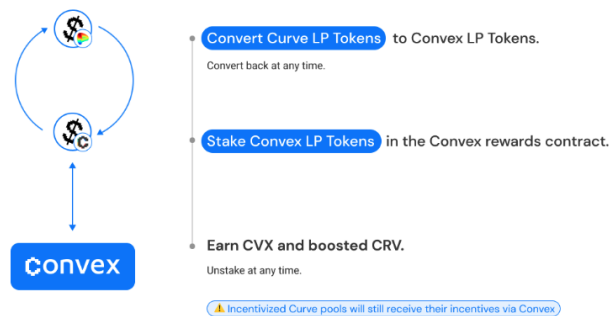 Convert Curve LP Tokens to Convex LP Tokens.
Convert back at any time.
Stake Convex LP Tokens in the Convex rewards contract.
Earn CVX and boosted CRV.
convex
Unstake at any time.
⚠️ Incentivized Curve pools will still receive their incentives via Convex